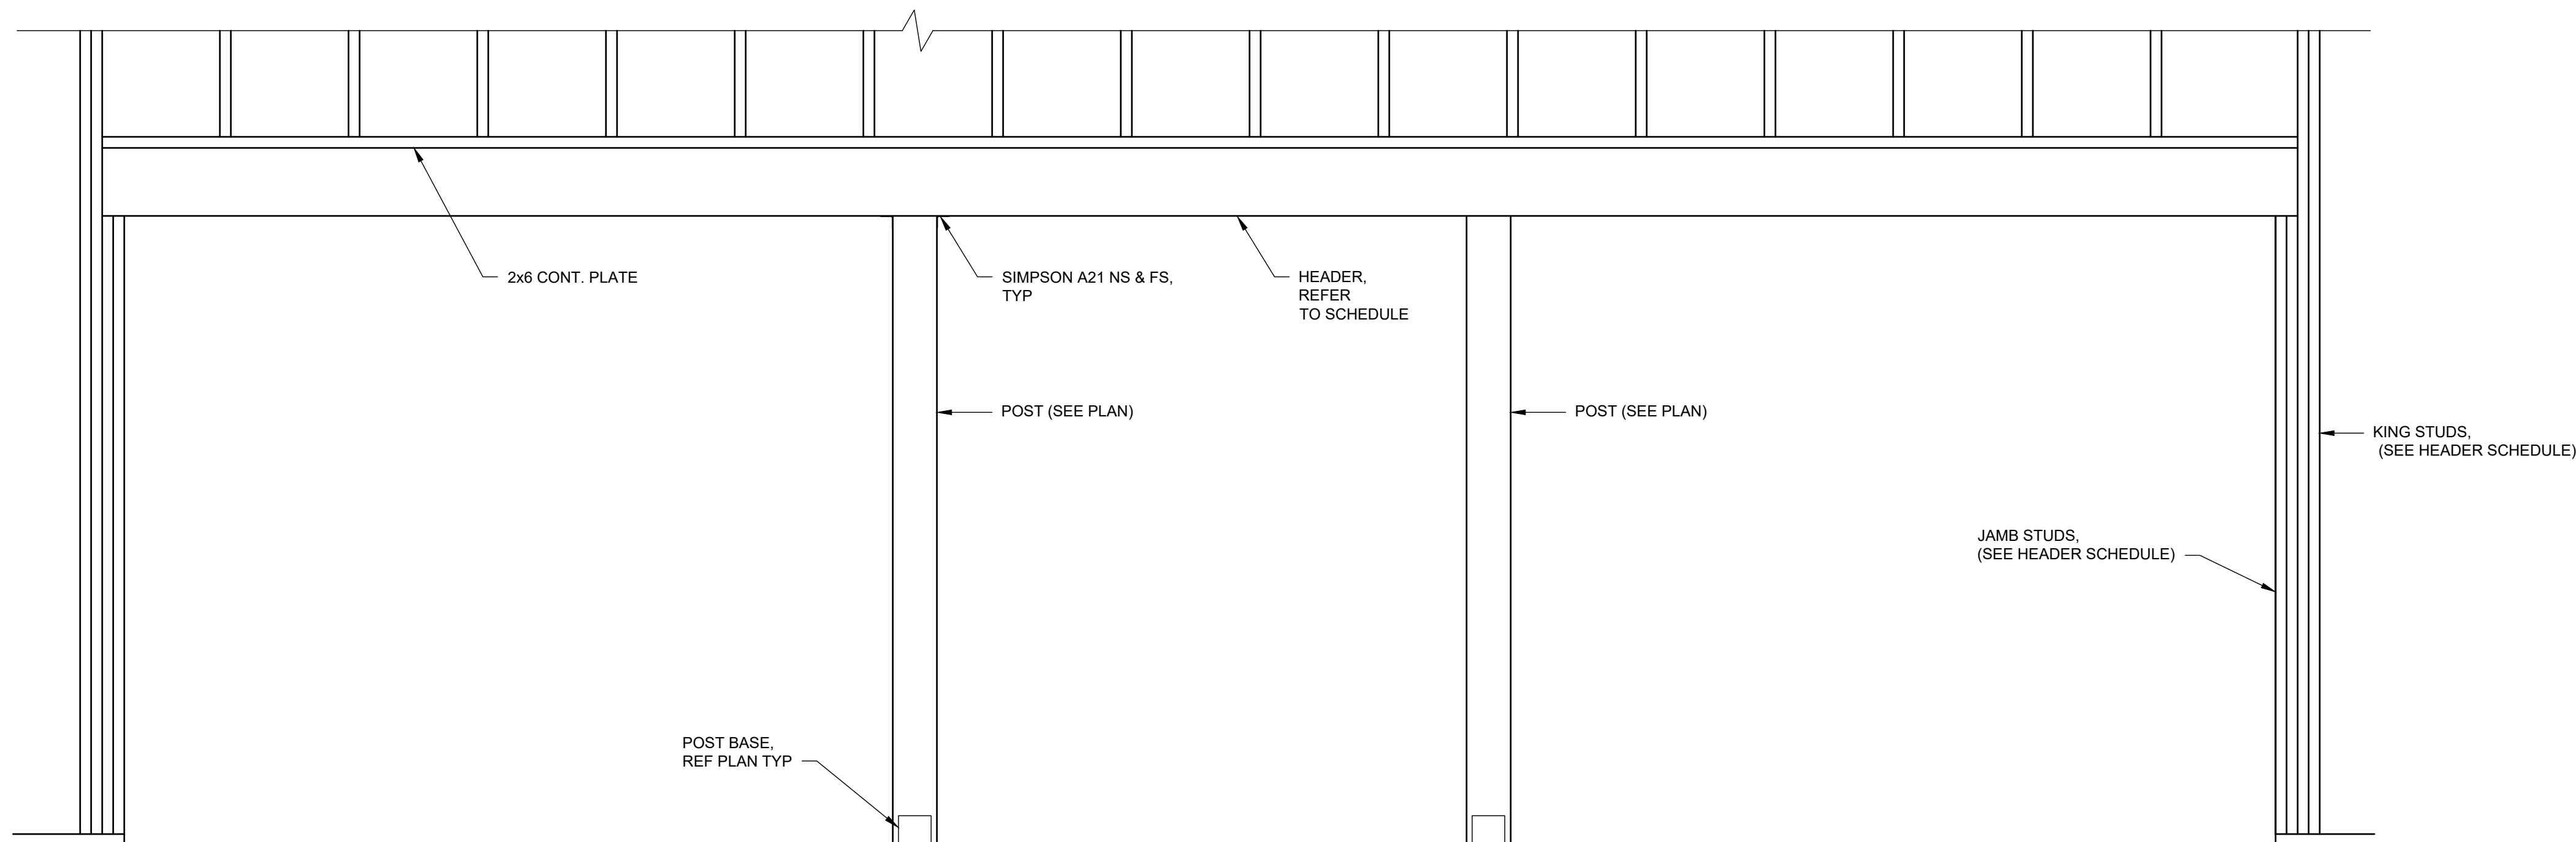 2x6 CONT. PLATE
SIMPSON A21 NS & FS,
TYP
HEADER,
REFER
TO SCHEDULE
POST (SEE PLAN)
POST (SEE PLAN)
KING STUDS,
(SEE HEADER SCHEDULE)
JAMB STUDS,
(SEE HEADER SCHEDULE)
POST BASE,
REF PLAN TYP